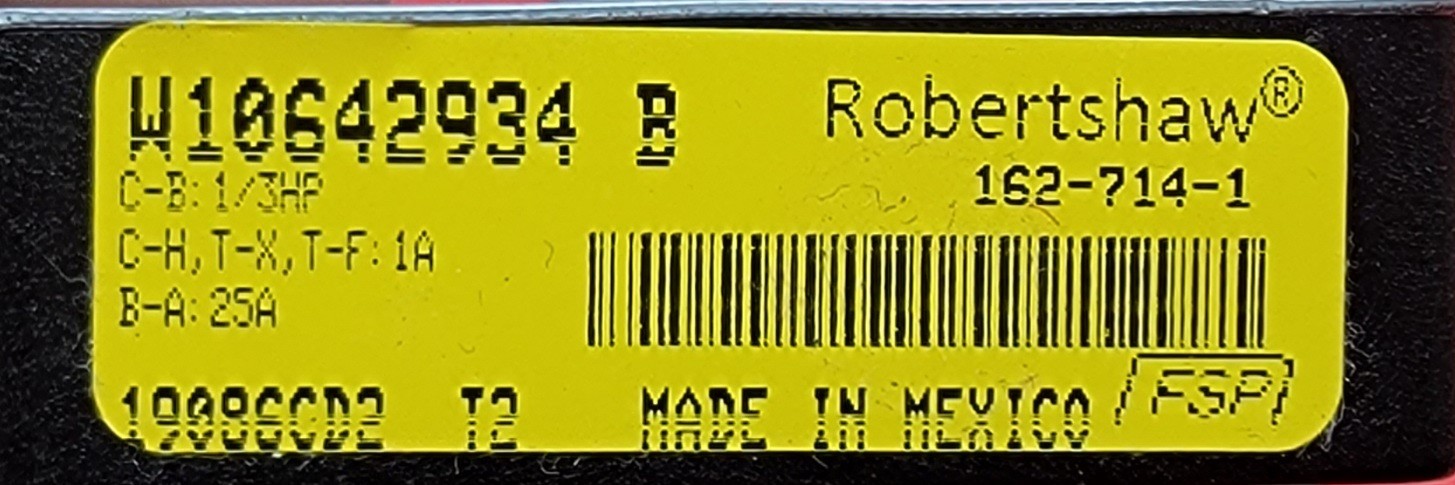 W10642934 B
Robertshaw®
162-714-1
C-B: 1/3HP
C-H,T-X,T-F: 1A
B-A: 25A
19086CD2 T2 MADE IN MEXICO FSP